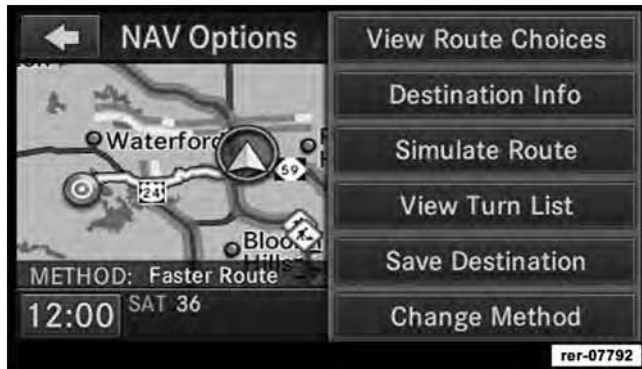 NAV Options
Waterford
59
24
Bloom
Hills
METHOD: Faster Route
12:00
SAT 36
View Route Choices
Destination Info
Simulate Route
View Turn List
Save Destination
Change Method
rer-07792